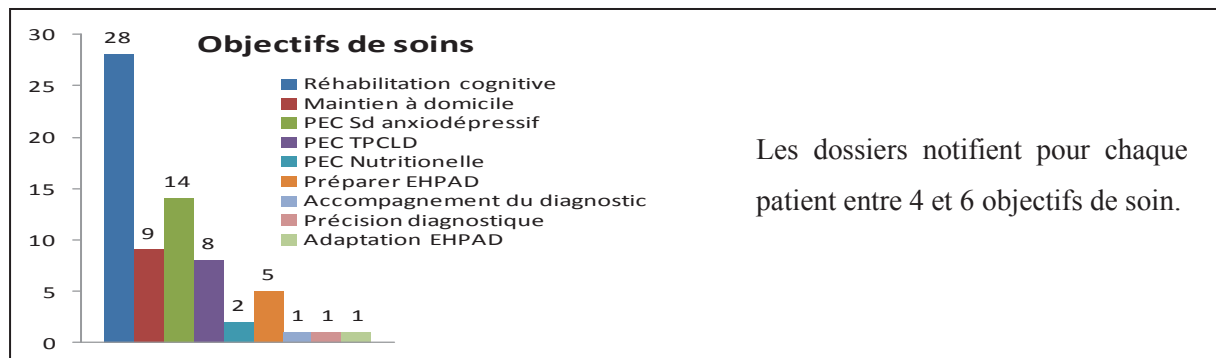 Objectifs de soins
30
25
20
15
10
5
0
28
9
14
8
2
5
1
1
1
Réhabilitation cognitive
Maintien à domicile
PEC Sd anxiodépressif
PEC TPCLD
PEC Nutritionelle
Préparer EHPAD
Accompagnement du diagnostic
Précision diagnostique
Adaptation EHPAD
Les dossiers notifient pour chaque
patient entre 4 et 6 objectifs de soin.